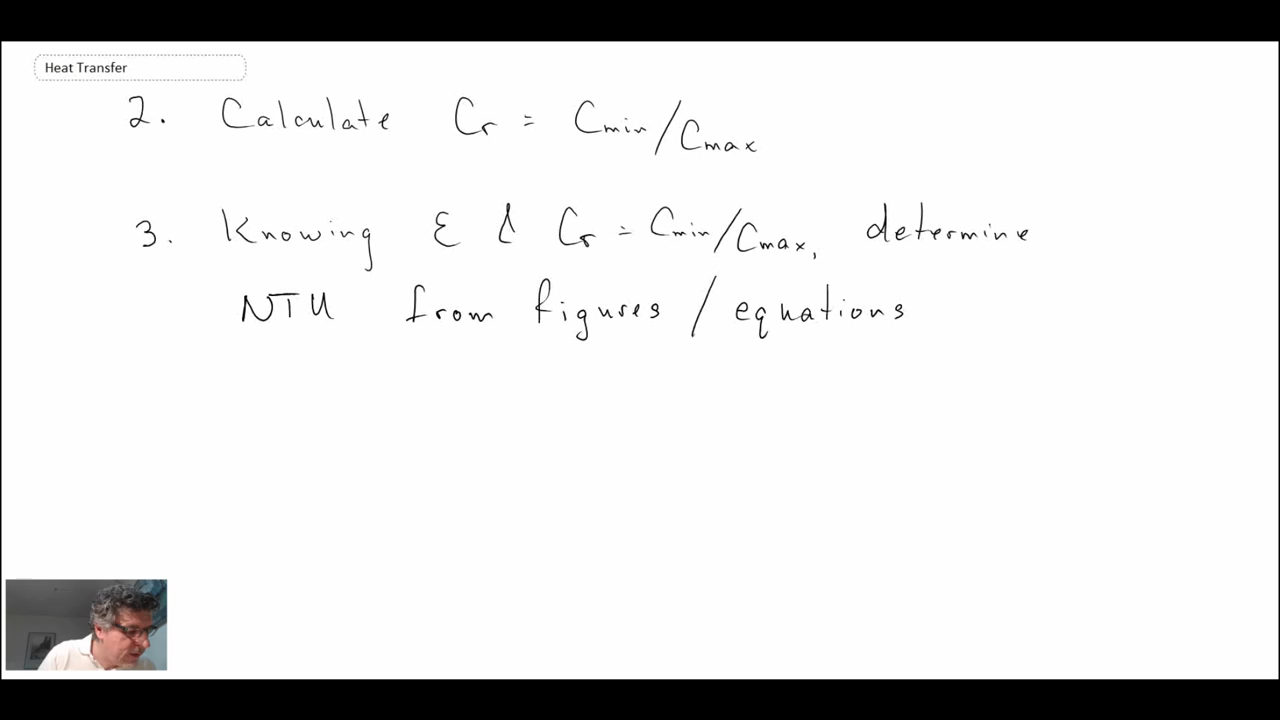 Heat Transfer
2. Calculate Cr = Cmin/Cmax
3. Knowing ε & Cr = Cmin/Cmax, determine
NTU from figures / equations